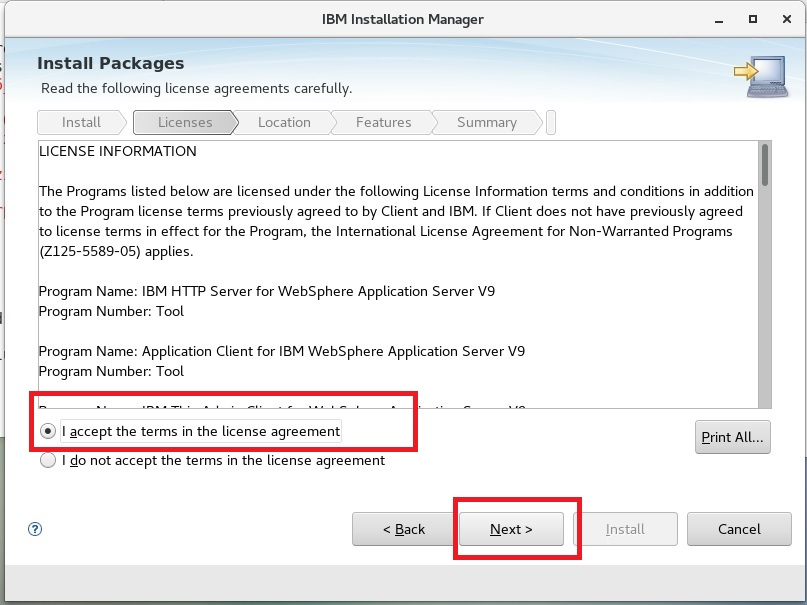 IBM Installation Manager
Install Packages
Read the following license agreements carefully.
Install Licenses Location Features Summary
LICENSE INFORMATION
The Programs listed below are licensed under the following License Information terms and conditions in addition
to the Program license terms previously agreed to by Client and IBM. If Client does not have previously agreed
to license terms in effect for the Program, the International License Agreement for Non-Warranted Programs
(Z125-5589-05) applies.
Program Name: IBM HTTP Server for WebSphere Application Server V9
Program Number: Tool
Program Name: Application Client for IBM WebSphere Application Server V9
Program Number: Tool
I accept the terms in the license agreement
Print All...
I do not accept the terms in the license agreement
? < Back Next > Install Cancel